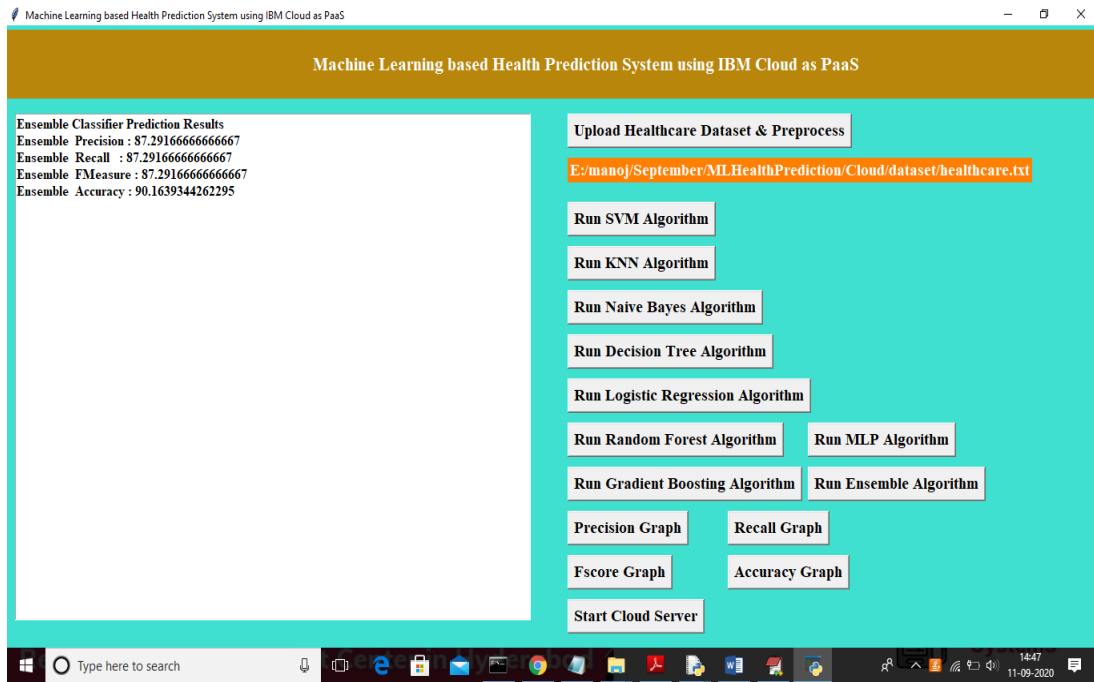 Machine Learning based Health Prediction System using IBM Cloud as PaaS
Machine Learning based Health Prediction System using IBM Cloud as PaaS
Ensemble Classifier Prediction Results
Ensemble Precision : 87.29166666666667
Ensemble Recall : 87.29166666666667
Ensemble FMeasure : 87.29166666666667
Ensemble Accuracy : 90.1639344262295
Upload Healthcare Dataset & Preprocess
E:/manoj/September/MLHealthPrediction/Cloud/dataset/healthcare.txt
Run SVM Algorithm
Run KNN Algorithm
Run Naive Bayes Algorithm
Run Decision Tree Algorithm
Run Logistic Regression Algorithm
Run Random Forest Algorithm
Run MLP Algorithm
Run Gradient Boosting Algorithm
Run Ensemble Algorithm
Precision Graph
Recall Graph
Fscore Graph
Accuracy Graph
Start Cloud Server
Type here to search
14:47
11-09-2020